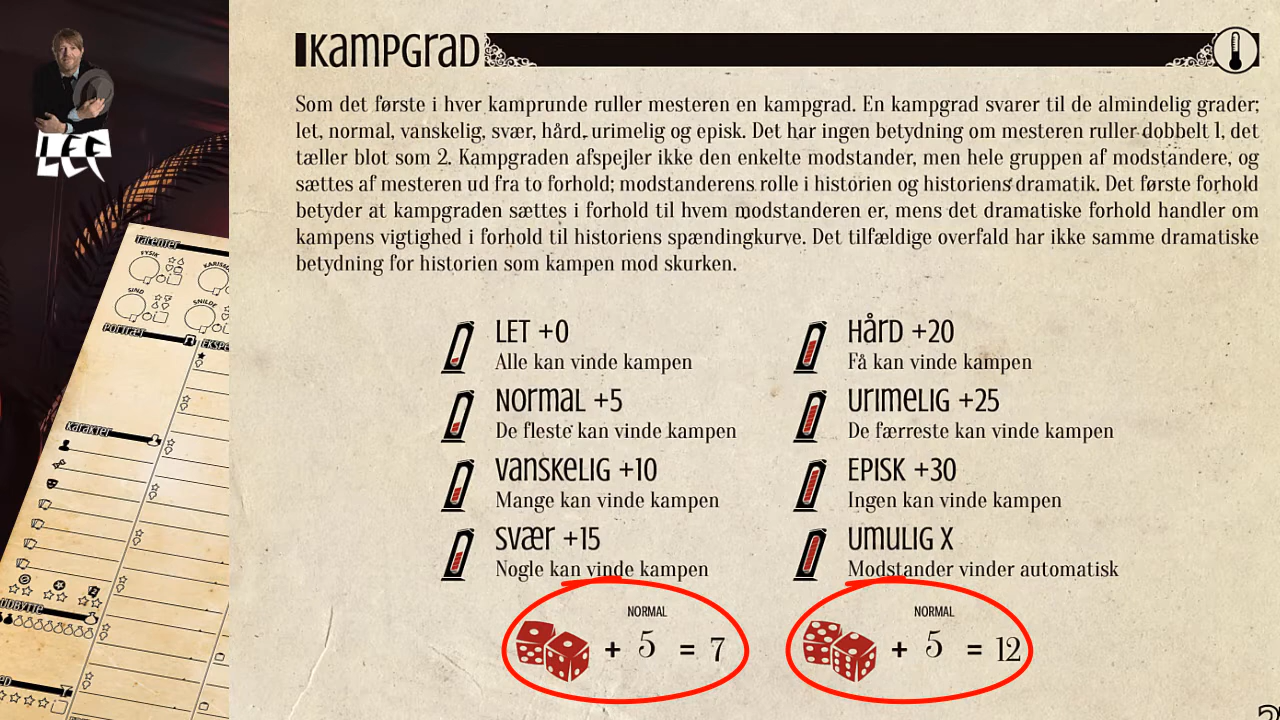 LEG
Kampgrad
Som det første i hver kamprunde ruller mesteren en kampgrad. En kampgrad svarer til de almindelig grader;
let, normal, vanskelig, svær, hård, urimelig og episk. Det har ingen betydning om mesteren ruller dobbelt 1, det
tæller blot som 2. Kampgraden afspejler ikke den enkelte modstander, men hele gruppen af modstandere, og
sættes af mesteren ud fra to forhold; modstanderens rolle i historien og historiens dramatik. Det første forhold
betyder at kampgraden sættes i forhold til hvem modstanderen er, mens det dramatiske forhold handler om
kampens vigtighed i forhold til historiens spændingkurve. Det tilfældige overfald har ikke samme dramatiske
betydning for historien som kampen mod skurken.
LET +0
Alle kan vinde kampen
Normal +5
De fleste kan vinde kampen
Vanskelig +10
Mange kan vinde kampen
Svær +15
Nogle kan vinde kampen
Hård +20
Få kan vinde kampen
Urimelig +25
De færreste kan vinde kampen
Episk +30
Ingen kan vinde kampen
Umulig X
Modstander vinder automatisk
NORMAL
+ 5 = 7
NORMAL
+ 5 = 12
Talenter
FYSIK
SIND
SNILDE
Portræt
Karakter